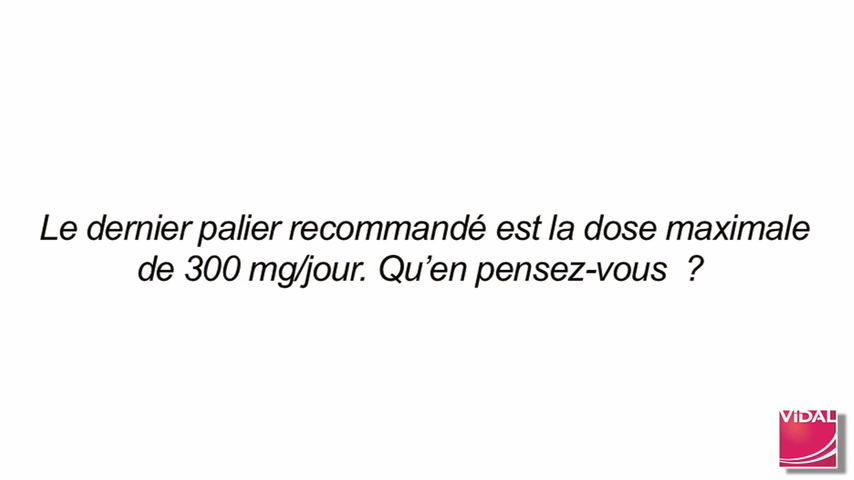 Le dernier palier recommandé est la dose maximale
de 300 mg/jour. Qu’en pensez-vous  ?
ViDAL